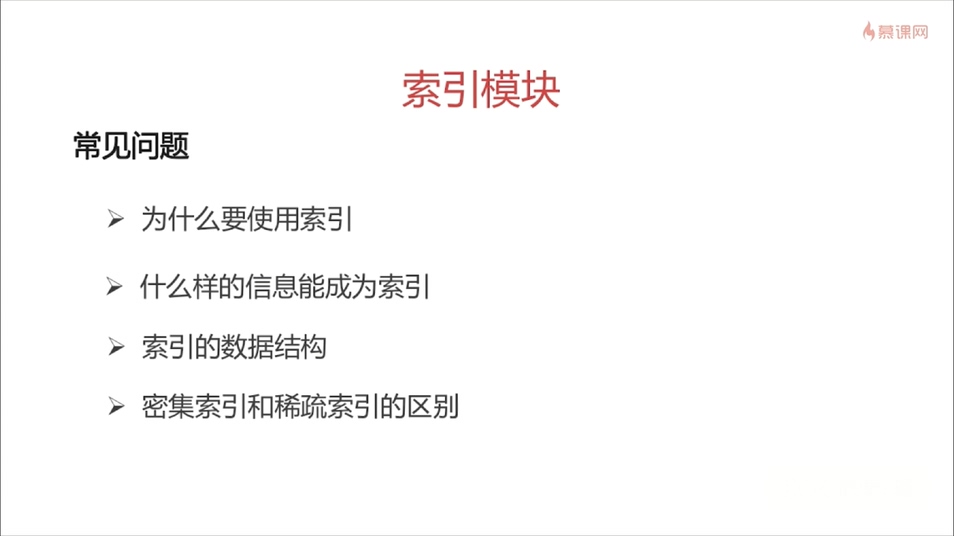 慕课网
索引模块
常见问题
为什么要使用索引
什么样的信息能成为索引
索引的数据结构
密集索引和稀疏索引的区别